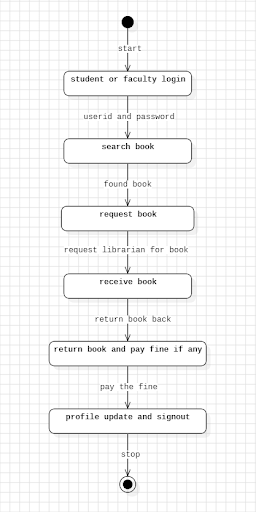 start
student or faculty login
userid and password
search book
found book
request book
request librarian for book
receive book
return book back
return book and pay fine if any
pay the fine
profile update and signout
stop